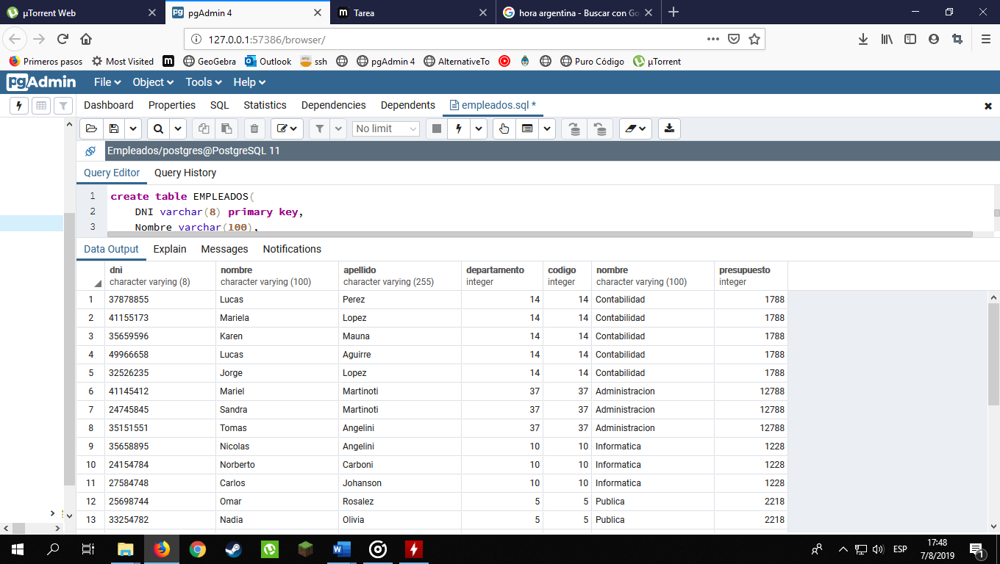 µTorrent Web
pgAdmin 4
m Tarea
hora argentina - Buscar con Go
127.0.0.1:57386/browser/
Primeros pasos Most Visited m GeoGebra Outlook ssh pgAdmin 4 AlternativeTo Puro Código µTorrent
pgAdmin File Object Tools Help
Dashboard Properties SQL Statistics Dependencies Dependents empleados.sql *
No limit
Empleados/postgres@PostgreSQL 11
Query Editor Query History
1 create table EMPLEADOS(
2 DNI varchar(8) primary key,
3 Nombre varchar(100),
Data Output Explain Messages Notifications
dni nombre apellido departamento codigo nombre presupuesto
character varying (8) character varying (100) character varying (255) integer integer character varying (100) integer
1 37878855 Lucas Perez 14 14 Contabilidad 1788
2 41155173 Mariela Lopez 14 14 Contabilidad 1788
3 35659596 Karen Mauna 14 14 Contabilidad 1788
4 49966658 Lucas Aguirre 14 14 Contabilidad 1788
5 32526235 Jorge Lopez 14 14 Contabilidad 1788
6 41145412 Mariel Martinoti 37 37 Administracion 12788
7 24745845 Sandra Martinoti 37 37 Administracion 12788
8 35151551 Tomas Angelini 37 37 Administracion 12788
9 35658895 Nicolas Angelini 10 10 Informatica 1228
10 24154784 Norberto Carboni 10 10 Informatica 1228
11 27584748 Carlos Johanson 10 10 Informatica 1228
12 25698744 Omar Rosalez 5 5 Publica 2218
13 33254782 Nadia Olivia 5 5 Publica 2218
ESP
17:48
7/8/2019
1